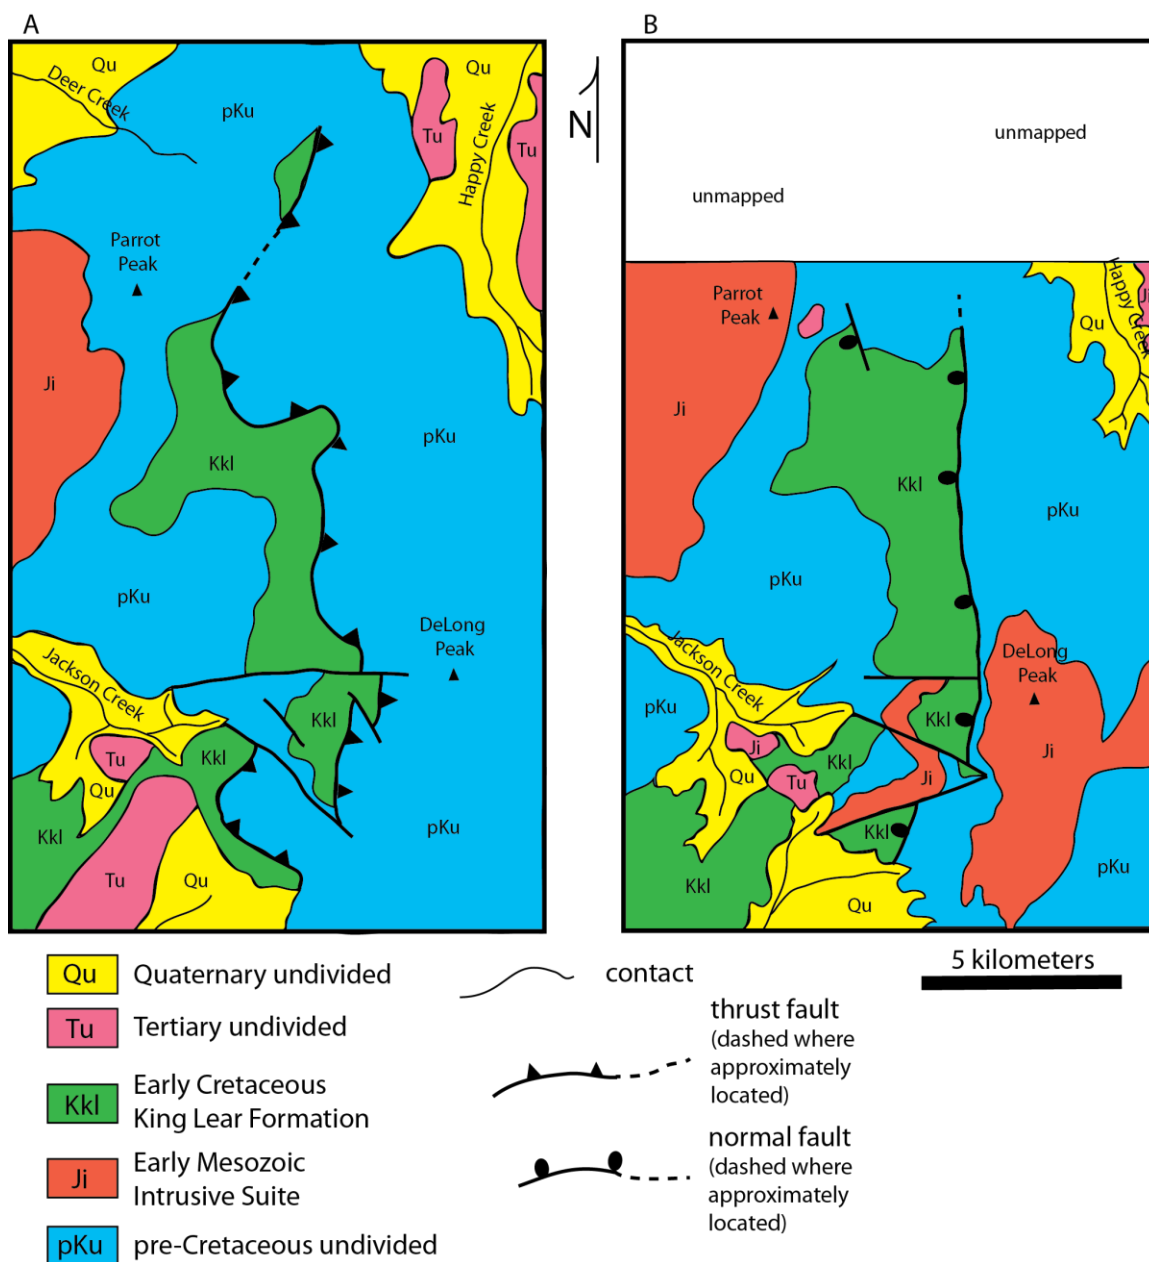 A
Qu
Deer Creek
pKu
Qu
Tu
Happy Creek
Tu
Parrot
Peak
Ji
pKu
Kkl
pKu
DeLong
Peak
Jackson Creek
Kkl
Tu
Kkl
Qu
Kkl
pKu
Tu
Qu
N
B
unmapped
unmapped
Parrot
Peak
Happy Creek
Ji
Qu
Ji
Kkl
pKu
pKu
Jackson Creek
DeLong
Peak
pKu
Kkl
Ji
Kkl
Ji
Qu
Tu
Ji
Kkl
pKu
Kkl
Qu
5 kilometers
Qu Quaternary undivided
Tu Tertiary undivided
Kkl Early Cretaceous
King Lear Formation
Ji Early Mesozoic
Intrusive Suite
pKu pre-Cretaceous undivided
contact
thrust fault
(dashed where
approximately
located)
normal fault
(dashed where
approximately
located)